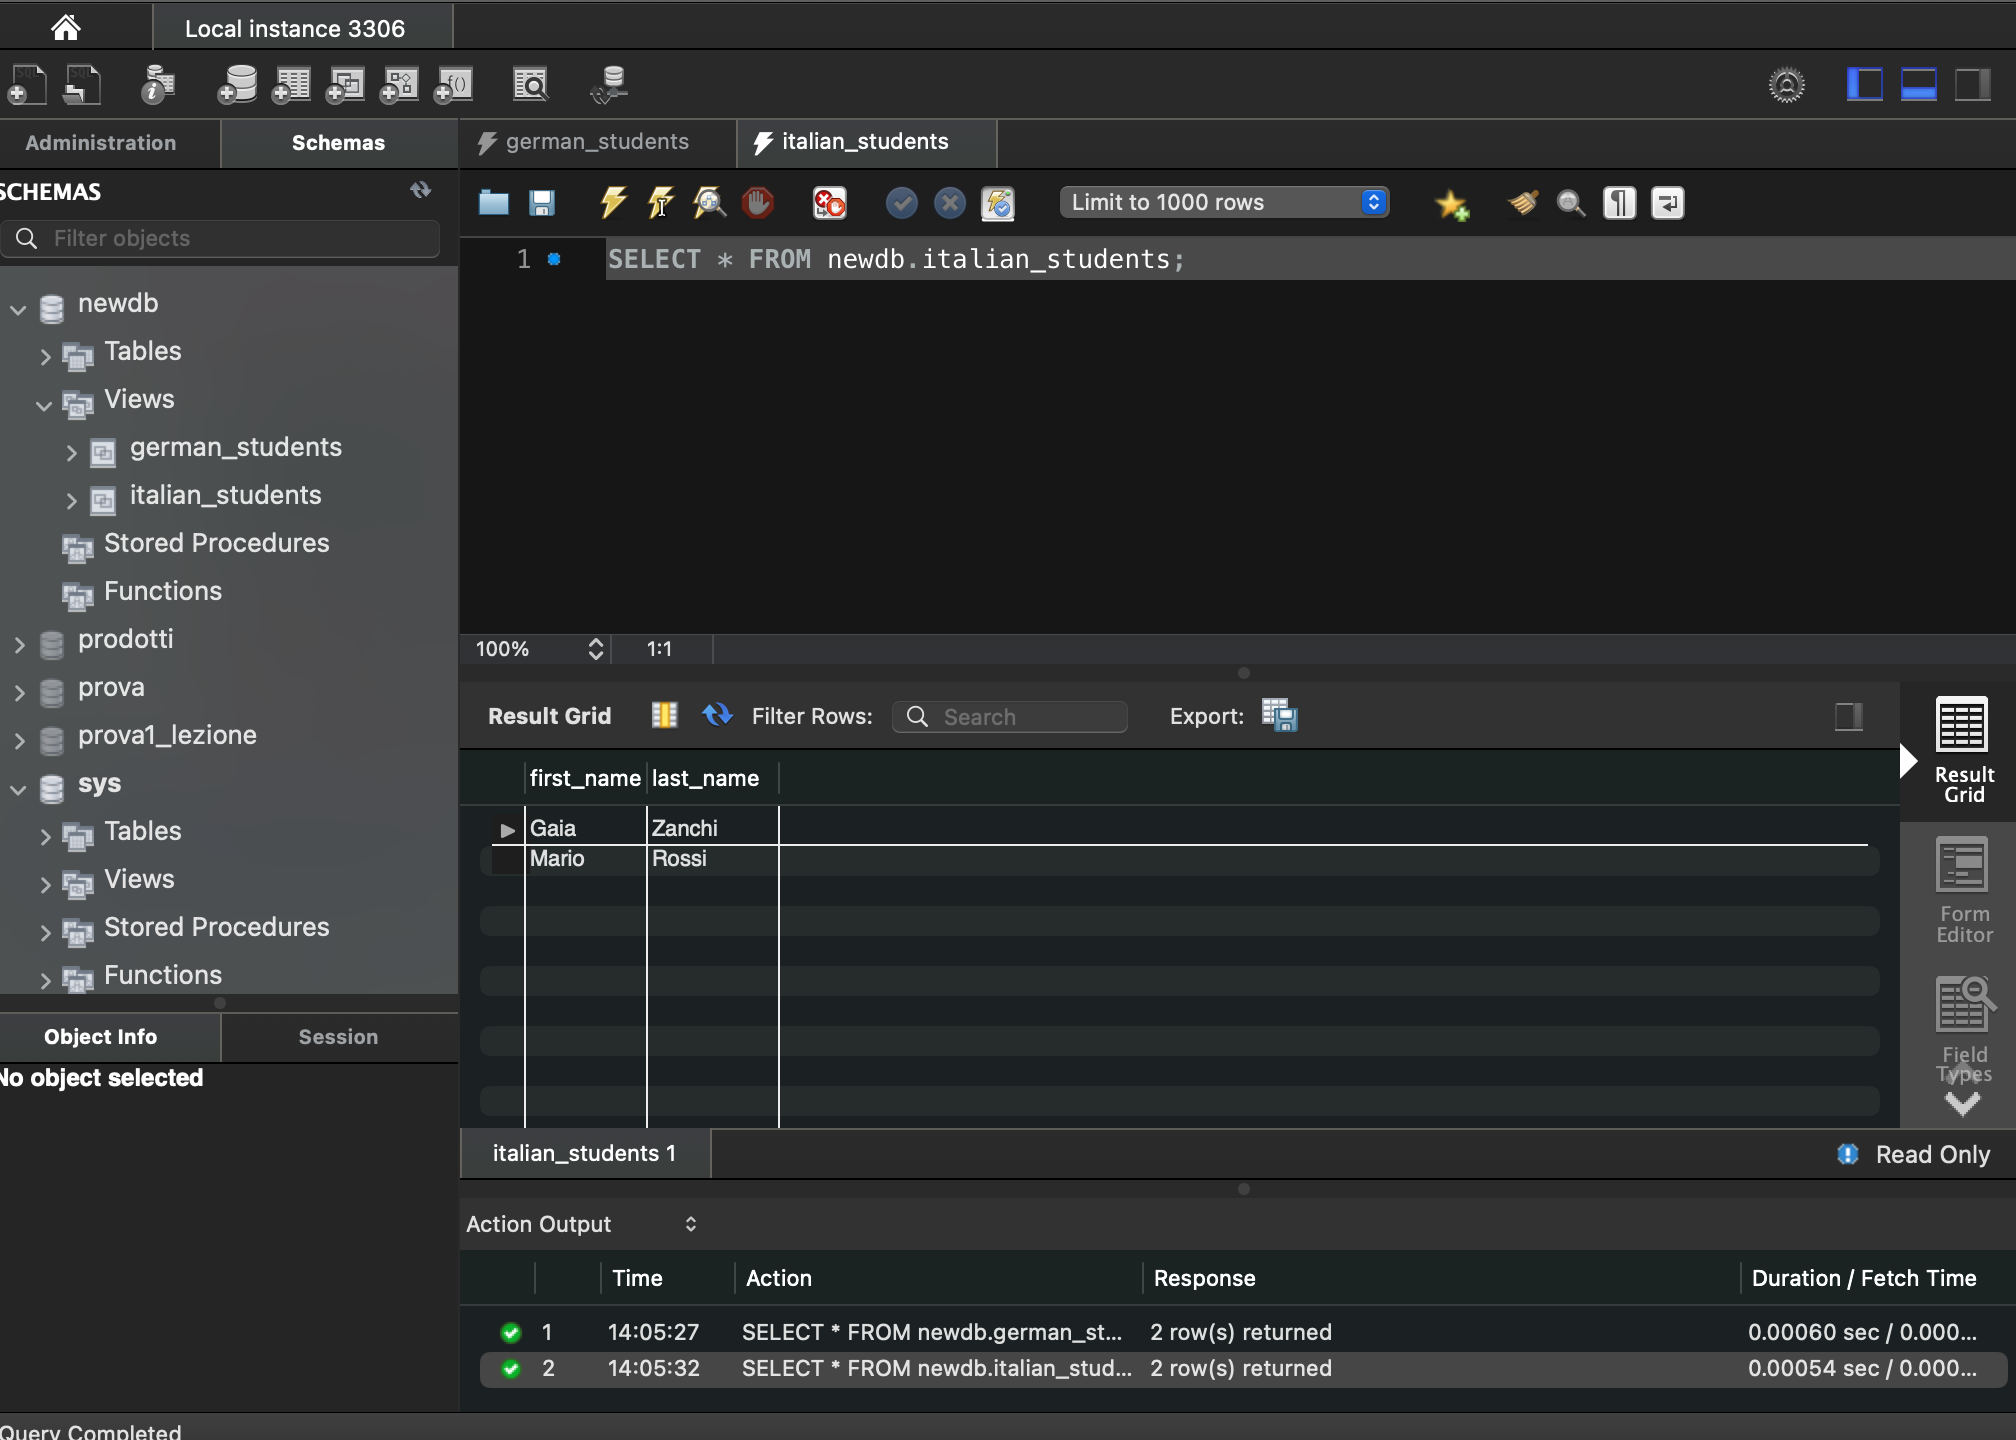 Local instance 3306
Administration
Schemas
SCHEMAS
Filter objects
newdb
Tables
Views
german_students
italian_students
Stored Procedures
Functions
prodotti
prova
prova1_lezione
sys
Tables
Views
Stored Procedures
Functions
Object Info
Session
No object selected
german_students
italian_students
Limit to 1000 rows
1
SELECT * FROM newdb.italian_students;
100%
1:1
Result Grid
Filter Rows:
Search
Export:
first_name last_name
Gaia Zanchi
Mario Rossi
Result
Grid
Form
Editor
Field
Types
italian_students 1
Read Only
Action Output
Time Action Response Duration / Fetch Time
1 14:05:27 SELECT * FROM newdb.german_st... 2 row(s) returned 0.00060 sec / 0.000...
2 14:05:32 SELECT * FROM newdb.italian_stud... 2 row(s) returned 0.00054 sec / 0.000...
Query Completed